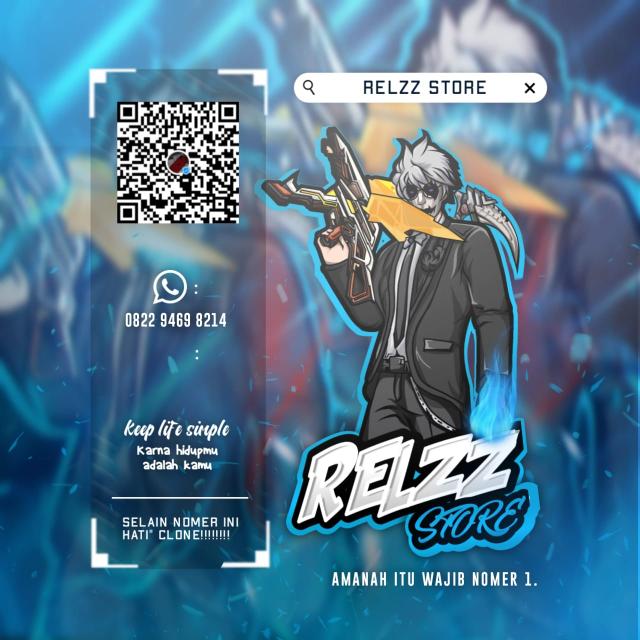 RELZZ STORE
:
0822 9469 8214
:
Keep life simple
Karna hidupmu
adalah kamu
SELAIN NOMER INI
HATI" CLONE!!!!!!!!
RELZZ
STORE
AMANAH ITU WAJIB NOMER 1.